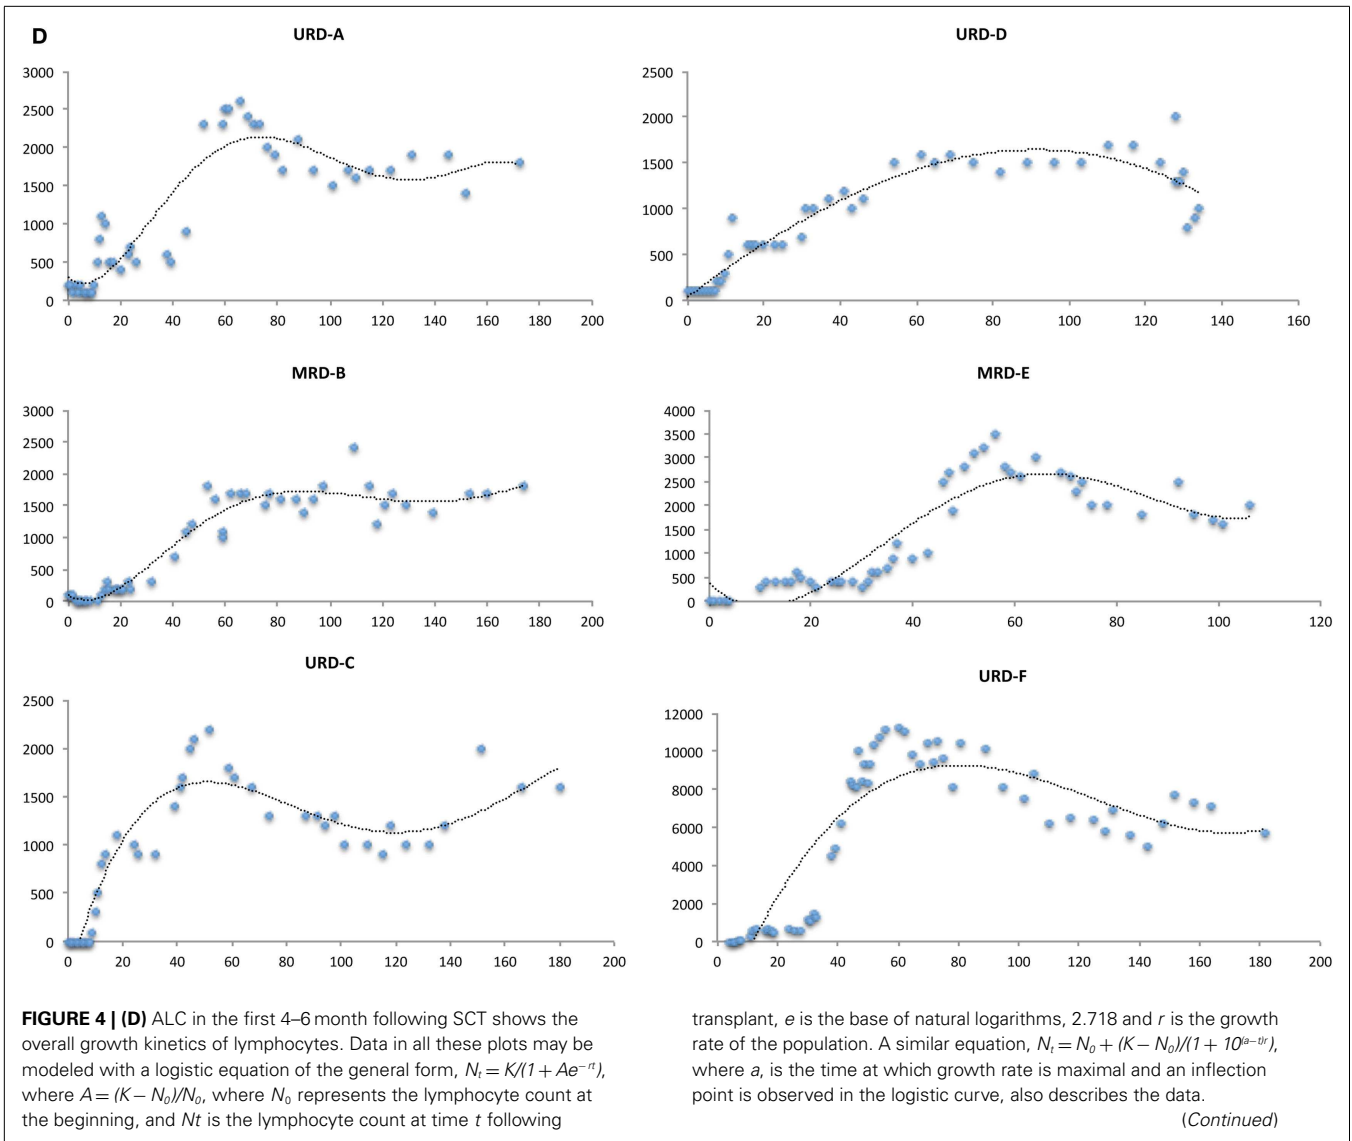 D
URD-A
3000
2500
2000
1500
1000
500
0
0 20 40 60 80 100 120 140 160 180 200
URD-D
2500
2000
1500
1000
500
0
0 20 40 60 80 100 120 140 160
MRD-B
3000
2500
2000
1500
1000
500
0
0 20 40 60 80 100 120 140 160 180 200
MRD-E
4000
3500
3000
2500
2000
1500
1000
500
0
0 20 40 60 80 100 120
URD-C
2500
2000
1500
1000
500
0
0 20 40 60 80 100 120 140 160 180 200
URD-F
12000
10000
8000
6000
4000
2000
0
0 20 40 60 80 100 120 140 160 180 200
FIGURE 4 | (D) ALC in the first 4–6 month following SCT shows the
overall growth kinetics of lymphocytes. Data in all these plots may be
modeled with a logistic equation of the general form, Nₜ = K/(1 + Ae⁻ʳᵗ),
where A = (K − N₀)/N₀, where N₀ represents the lymphocyte count at
the beginning, and Nt is the lymphocyte count at time t following
transplant, e is the base of natural logarithms, 2.718 and r is the growth
rate of the population. A similar equation, Nₜ = N₀ + (K − N₀)/(1 + 10⁽ᵃ⁻ᵗ⁾ʳ),
where a, is the time at which growth rate is maximal and an inflection
point is observed in the logistic curve, also describes the data.
(Continued)